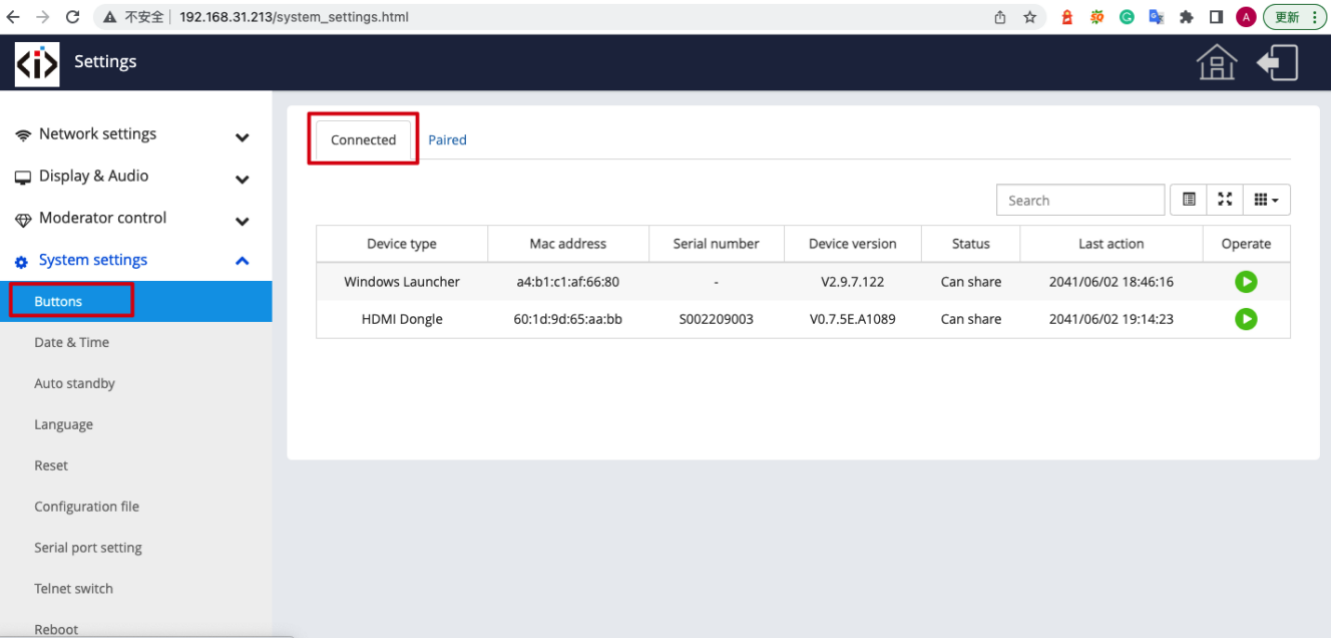 不安全 192.168.31.213/system_settings.html A 更新
Settings
Network settings
Display & Audio
Moderator control
System settings
Buttons
Date & Time
Auto standby
Language
Reset
Configuration file
Serial port setting
Telnet switch
Reboot
Connected Paired
Search
Device type Mac address Serial number Device version Status Last action Operate
Windows Launcher a4:b1:c1:af:66:80 - V2.9.7.122 Can share 2041/06/02 18:46:16
HDMI Dongle 60:1d:9d:65:aa:bb S002209003 V0.7.5E.A1089 Can share 2041/06/02 19:14:23